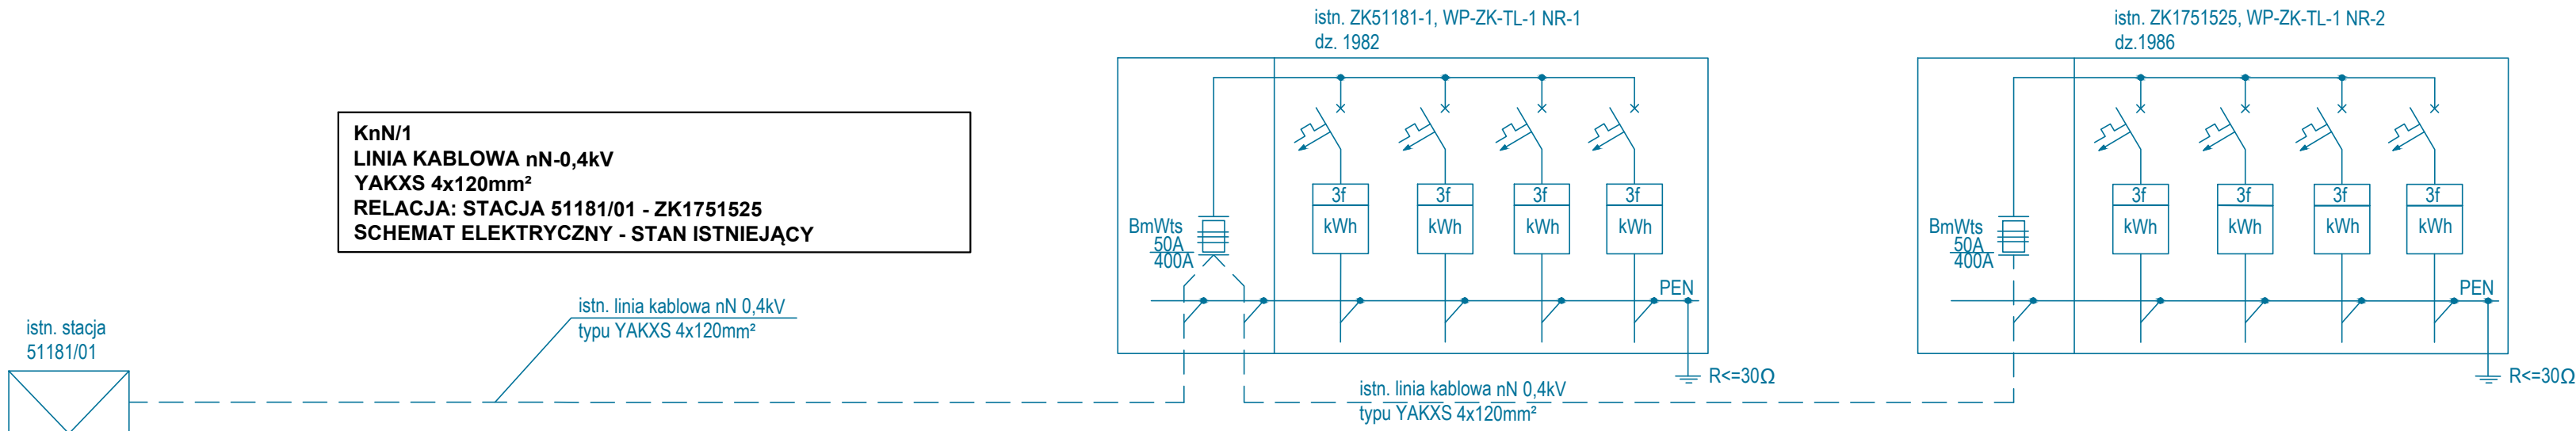 istn. ZK51181-1, WP-ZK-TL-1 NR-1
dz. 1982
istn. ZK1751525, WP-ZK-TL-1 NR-2
dz.1986
KnN/1
LINIA KABLOWA nN-0,4kV
YAKXS 4x120mm²
RELACJA: STACJA 51181/01 - ZK1751525
SCHEMAT ELEKTRYCZNY - STAN ISTNIEJĄCY
3f
3f
3f
3f
kWh
kWh
kWh
kWh
BmWts
50A
400A
PEN
R<=30Ω
3f
3f
3f
3f
kWh
kWh
kWh
kWh
BmWts
50A
400A
PEN
R<=30Ω
istn. stacja
51181/01
istn. linia kablowa nN 0,4kV
typu YAKXS 4x120mm²
istn. linia kablowa nN 0,4kV
typu YAKXS 4x120mm²